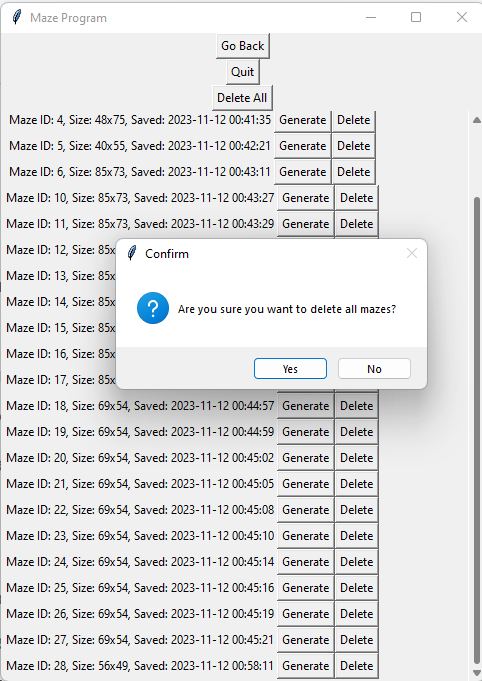 Maze Program
Go Back
Quit
Delete All
Maze ID: 4, Size: 48x75, Saved: 2023-11-12 00:41:35 Generate Delete
Maze ID: 5, Size: 40x55, Saved: 2023-11-12 00:42:21 Generate Delete
Maze ID: 6, Size: 85x73, Saved: 2023-11-12 00:43:11 Generate Delete
Maze ID: 10, Size: 85x73, Saved: 2023-11-12 00:43:27 Generate Delete
Maze ID: 11, Size: 85x73, Saved: 2023-11-12 00:43:29 Generate Delete
Maze ID: 12, Size: 85x
Maze ID: 13, Size: 85x
Maze ID: 14, Size: 85x
Maze ID: 15, Size: 85x
Maze ID: 16, Size: 85x
Maze ID: 17, Size: 85x
Confirm
Are you sure you want to delete all mazes?
Yes No
Maze ID: 18, Size: 69x54, Saved: 2023-11-12 00:44:57 Generate Delete
Maze ID: 19, Size: 69x54, Saved: 2023-11-12 00:44:59 Generate Delete
Maze ID: 20, Size: 69x54, Saved: 2023-11-12 00:45:02 Generate Delete
Maze ID: 21, Size: 69x54, Saved: 2023-11-12 00:45:05 Generate Delete
Maze ID: 22, Size: 69x54, Saved: 2023-11-12 00:45:08 Generate Delete
Maze ID: 23, Size: 69x54, Saved: 2023-11-12 00:45:10 Generate Delete
Maze ID: 24, Size: 69x54, Saved: 2023-11-12 00:45:14 Generate Delete
Maze ID: 25, Size: 69x54, Saved: 2023-11-12 00:45:16 Generate Delete
Maze ID: 26, Size: 69x54, Saved: 2023-11-12 00:45:19 Generate Delete
Maze ID: 27, Size: 69x54, Saved: 2023-11-12 00:45:21 Generate Delete
Maze ID: 28, Size: 56x49, Saved: 2023-11-12 00:58:11 Generate Delete